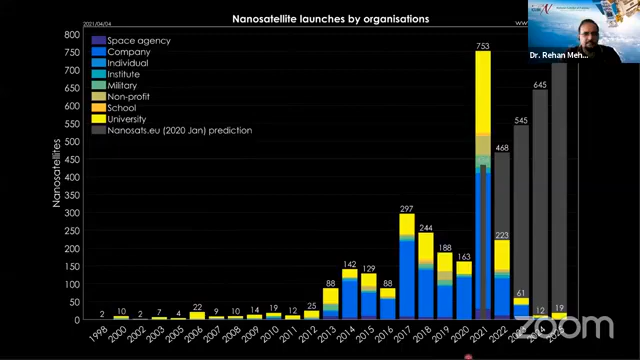 2021/04/04
Nanosatellite launches by organisations
www
Dr. Rehan Meh...
Space agency
Company
Individual
Institute
Military
Non-profit
School
University
Nanosats.eu (2020 Jan) prediction
Nanosatellites
800
750
700
650
600
550
500
450
400
350
300
250
200
150
100
50
0
2 10 2 7 4 22 9 10 14 19 12 25 88 142 129 88 297 244 188 163 753 468 223 545 61 645 12 19
1998 2000 2002 2003 2005 2006 2007 2008 2009 2010 2011 2012 2013 2014 2015 2016 2017 2018 2019 2020 2021 2022
zoom